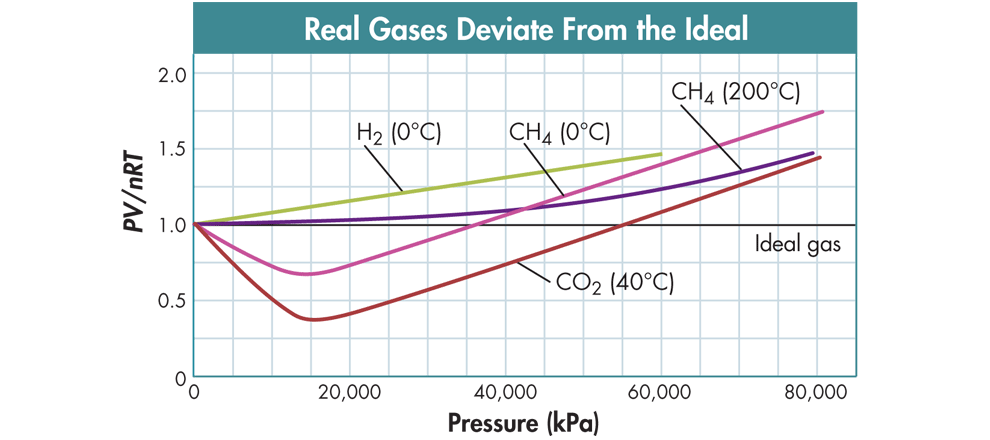 Real Gases Deviate From the Ideal
PV/nRT
2.0
1.5
1.0
0.5
0
H₂ (0°C)
CH₄ (0°C)
CH₄ (200°C)
Ideal gas
CO₂ (40°C)
0
20,000
40,000
60,000
80,000
Pressure (kPa)